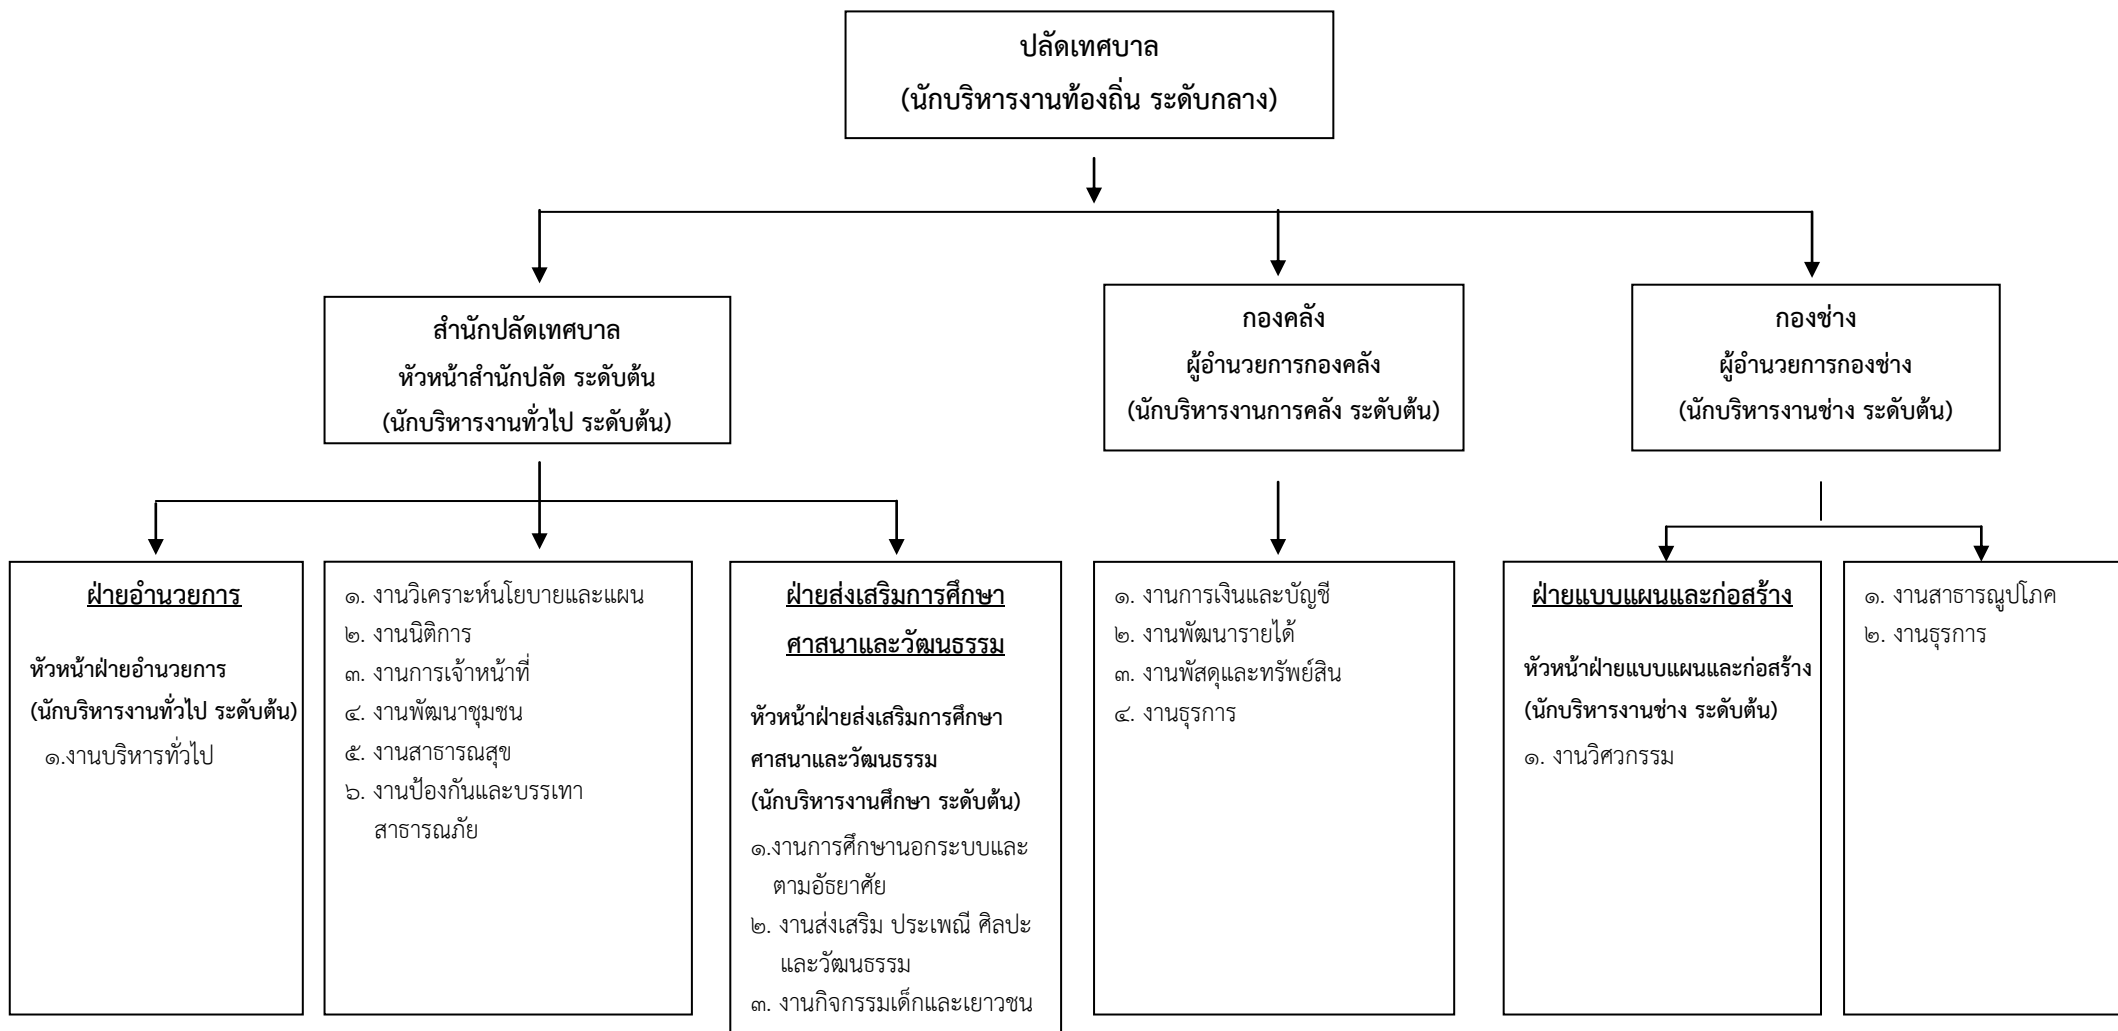 ปลัดเทศบาล
(นักบริหารงานท้องถิ่น ระดับกลาง)
สำนักปลัดเทศบาล
หัวหน้าสำนักปลัด ระดับต้น
(นักบริหารงานทั่วไป ระดับต้น)
กองคลัง
ผู้อำนวยการกองคลัง
(นักบริหารงานการคลัง ระดับต้น)
กองช่าง
ผู้อำนวยการกองช่าง
(นักบริหารงานช่าง ระดับต้น)
ฝ่ายอำนวยการ
หัวหน้าฝ่ายอำนวยการ
(นักบริหารงานทั่วไป ระดับต้น)
๑.งานบริหารทั่วไป
๑. งานวิเคราะห์นโยบายและแผน
๒. งานนิติการ
๓. งานการเจ้าหน้าที่
๔. งานพัฒนาชุมชน
๕. งานสาธารณสุข
๖. งานป้องกันและบรรเทา
สาธารณภัย
ฝ่ายส่งเสริมการศึกษา
ศาสนาและวัฒนธรรม
หัวหน้าฝ่ายส่งเสริมการศึกษา
ศาสนาและวัฒนธรรม
(นักบริหารงานศึกษา ระดับต้น)
๑.งานการศึกษานอกระบบและ
ตามอัธยาศัย
๒. งานส่งเสริม ประเพณี ศิลปะ
และวัฒนธรรม
๓. งานกิจกรรมเด็กและเยาวชน
๑. งานการเงินและบัญชี
๒. งานพัฒนารายได้
๓. งานพัสดุและทรัพย์สิน
๔. งานธุรการ
ฝ่ายแบบแผนและก่อสร้าง
หัวหน้าฝ่ายแบบแผนและก่อสร้าง
(นักบริหารงานช่าง ระดับต้น)
๑. งานวิศวกรรม
๑. งานสาธารณูปโภค
๒. งานธุรการ